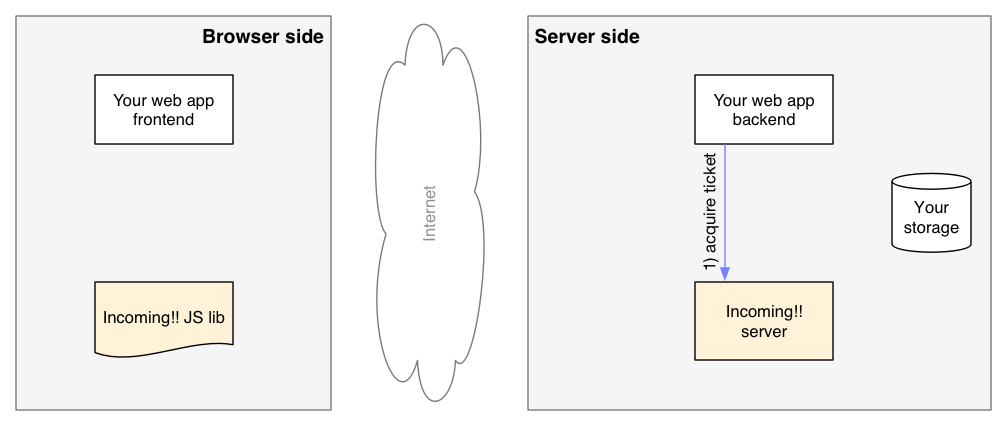 Browser side
Your web app
frontend
Incoming!! JS lib
Internet
Server side
Your web app
backend
1) acquire ticket
Your
storage
Incoming!!
server